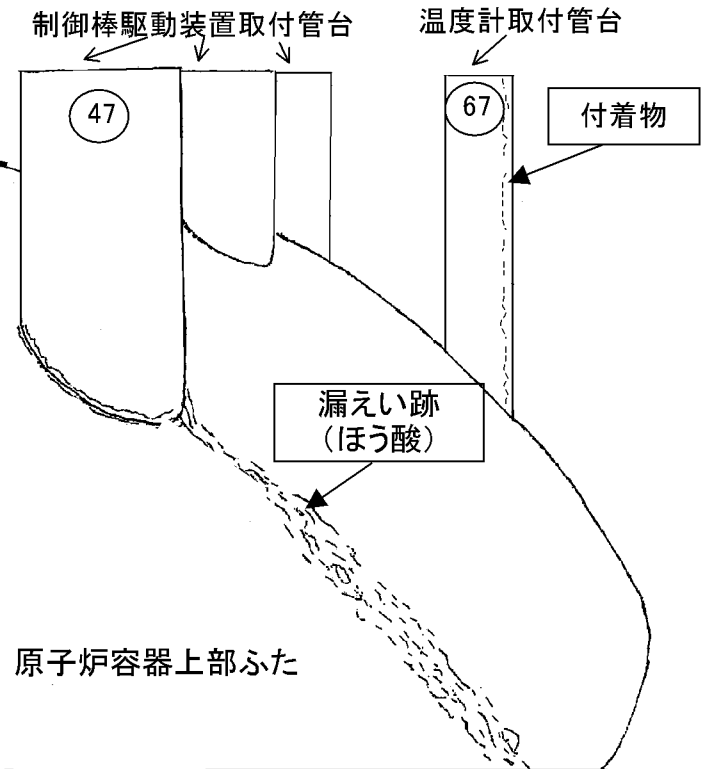 制御棒駆動装置取付管台
温度計取付管台
47
67
付着物
漏えい跡
（ほう酸）
原子炉容器上部ふた